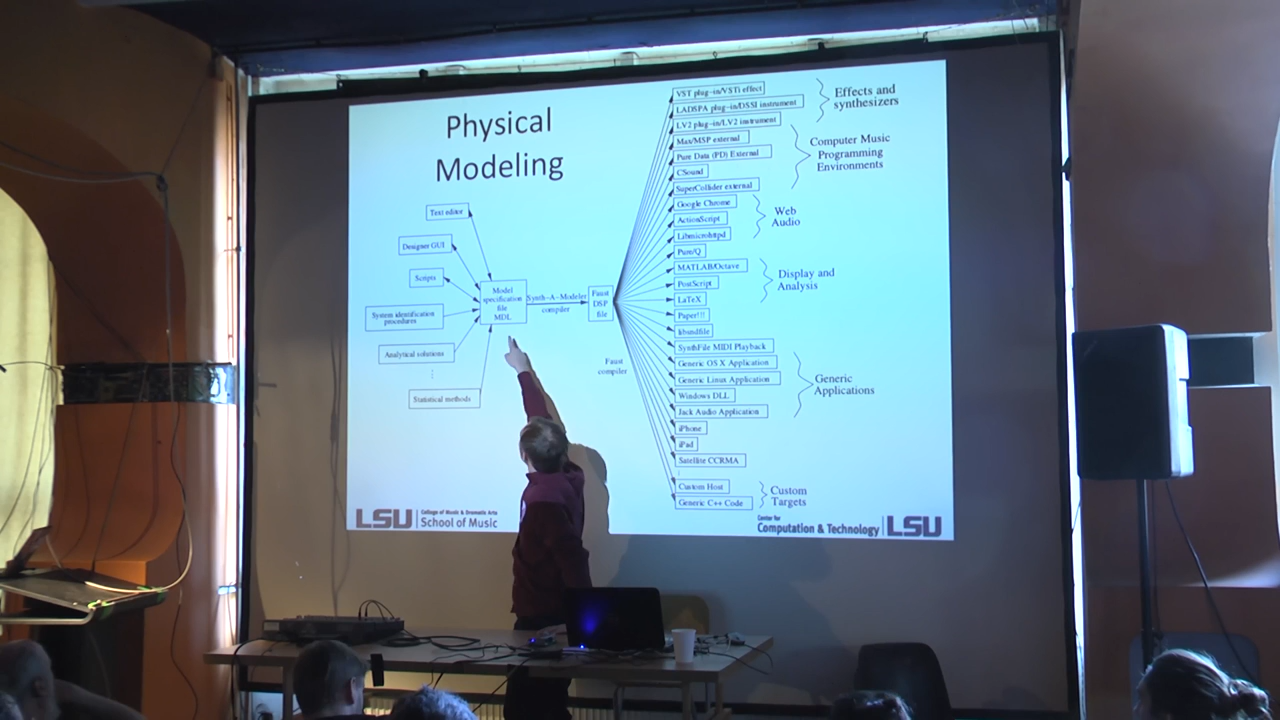 Physical
Modeling
Text editor
Designer GUI
Scripts
System identification
procedures
Analytical solutions
Statistical methods
Model
specification
file
MDL
Synth-A-Modeler
compiler
Faust
DSP
file
Faust
compiler
VST plug-in/VSTi effect
LADSPA plug-in/DSSI instrument
LV2 plug-in/LV2 instrument
Max/MSP external
Pure Data (PD) External
CSound
SuperCollider external
Google Chrome
ActionScript
Libmicrohttpd
Pure/Q
MATLAB/Octave
PostScript
LaTeX
Paper!!!
libsndfile
SynthFile MIDI Playback
Generic OS X Application
Generic Linux Application
Windows DLL
Jack Audio Application
iPhone
iPad
Satellite CCRMA
Custom Host
Generic C++ Code
Effects and
synthesizers
Computer Music
Programming
Environments
Web
Audio
Display and
Analysis
Generic
Applications
Custom
Targets
LSU
College of Music & Dramatic Arts
School of Music
Center for
Computation & Technology
LSU